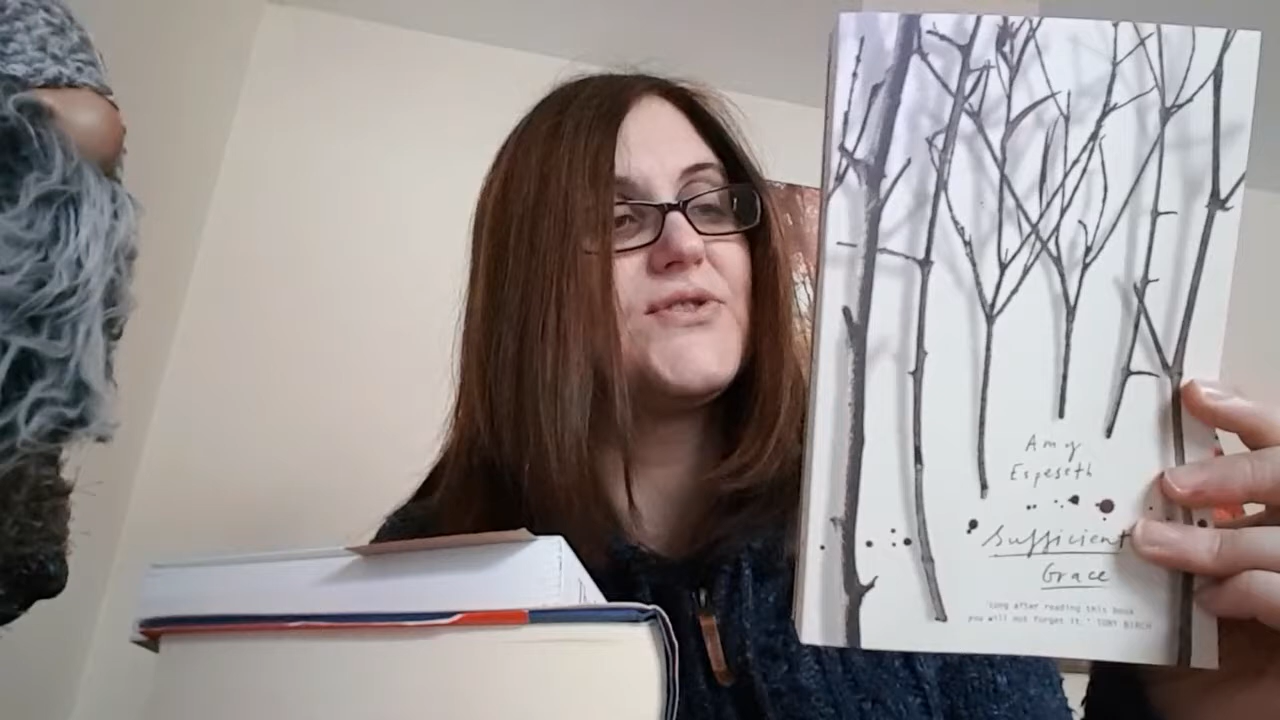 Amy
Espeseth
Sufficient
Grace
'Long after reading this book
you will not forget it.' TONY BIRCH